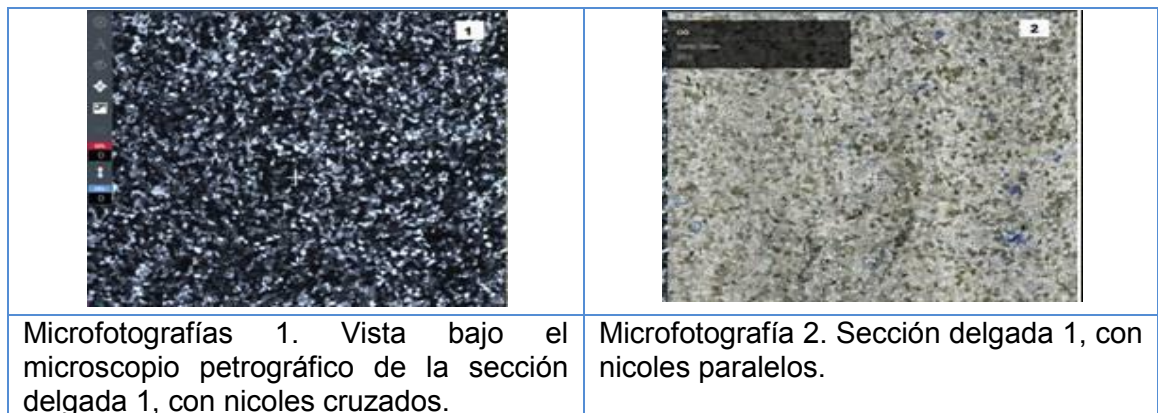 1
2
Microfotografías 1. Vista bajo el
microscopio petrográfico de la sección
delgada 1, con nicoles cruzados.
Microfotografía 2. Sección delgada 1, con
nicoles paralelos.